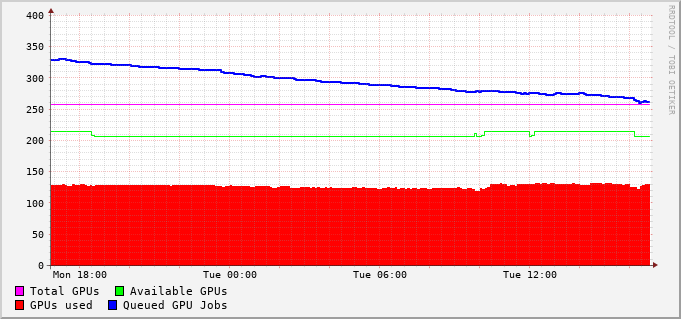 400
350
300
250
200
150
100
50
0
Mon 18:00 Tue 00:00 Tue 06:00 Tue 12:00
Total GPUs Available GPUs
GPUs used Queued GPU Jobs
RRDTOOL / TOBI OETIKER